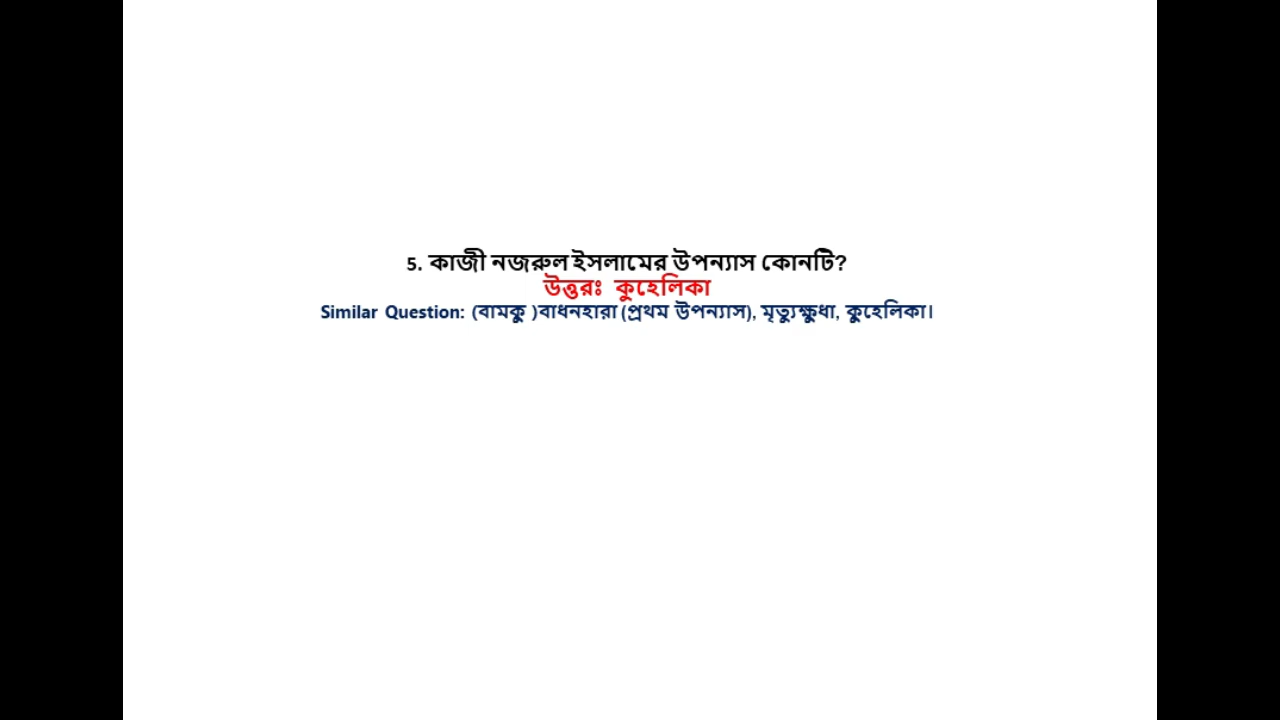 5. কাজী নজরুল ইসলামের উপন্যাস কোনটি?
উত্তরঃ কুহেলিকা
Similar Question: (বামকু )বাধনহারা (প্রথম উপন্যাস), মৃত্যুক্ষুধা, কুহেলিকা।